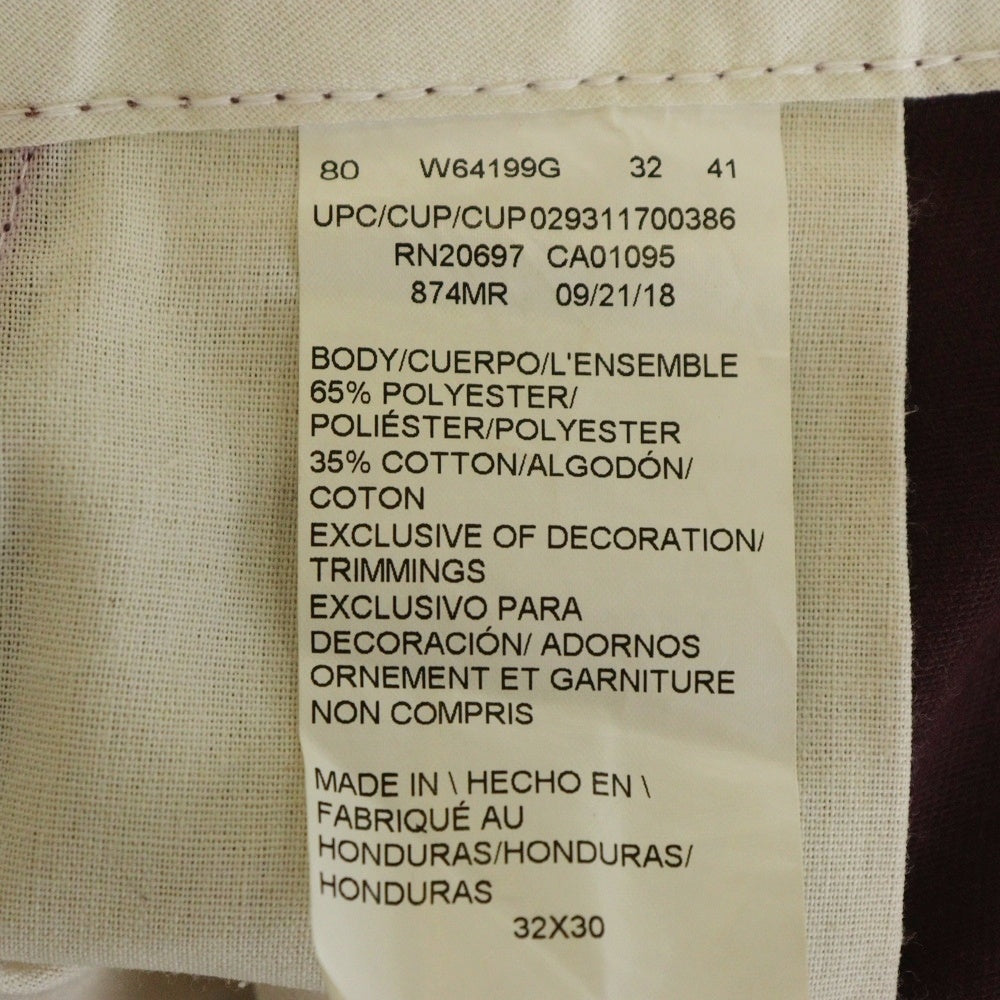 80 W64199G 32 41
UPC/CUP/CUP029311700386
RN20697 CA01095
874MR 09/21/18
BODY/CUERPO/L'ENSEMBLE
65% POLYESTER/
POLIÉSTER/POLYESTER
35% COTTON/ALGODÓN/
COTON
EXCLUSIVE OF DECORATION/
TRIMMINGS
EXCLUSIVO PARA
DECORACIÓN/ ADORNOS
ORNEMENT ET GARNITURE
NON COMPRIS
MADE IN \ HECHO EN \
FABRIQUÉ AU
HONDURAS/HONDURAS/
HONDURAS
32X30